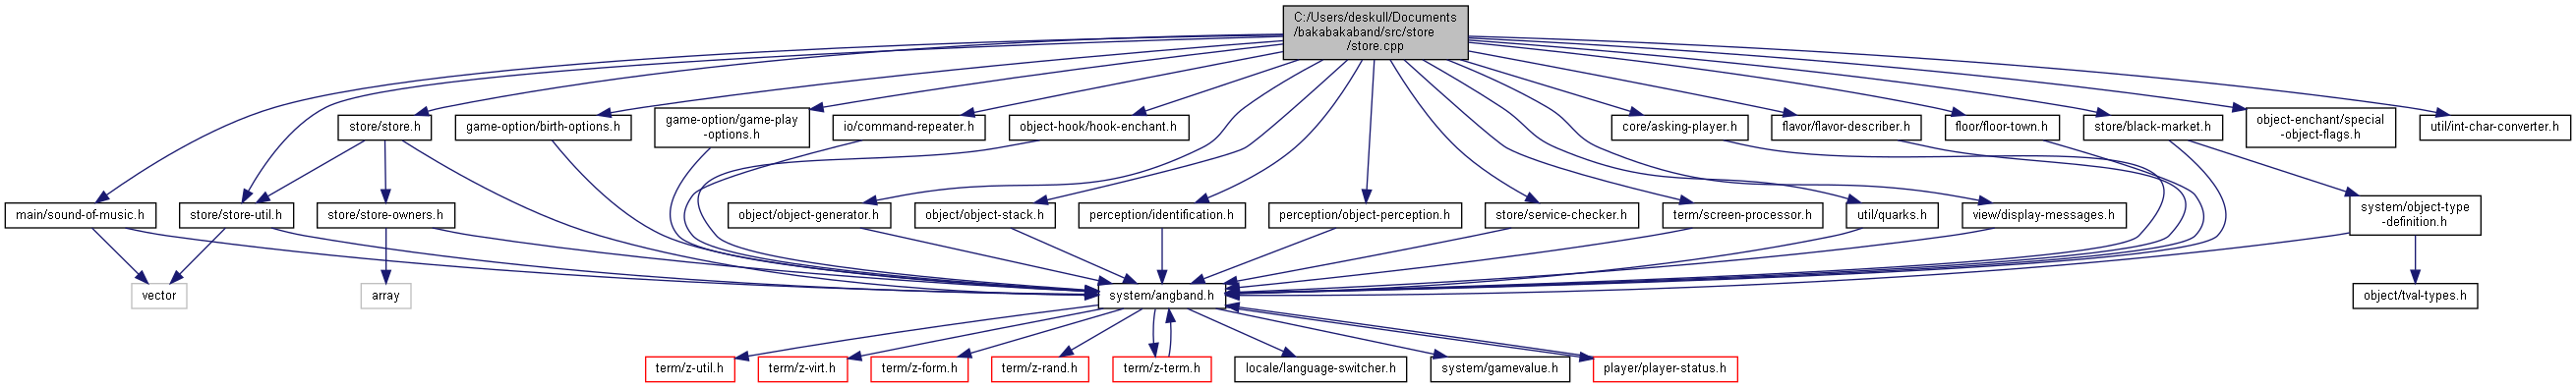 C:/Users/deskull/Documents
/bakabakaband/src/store
/store.cpp
store/store.h
game-option/birth-options.h
game-option/game-play
-options.h
io/command-repeater.h
object-hook/hook-enchant.h
core/asking-player.h
flavor/flavor-describer.h
floor/floor-town.h
store/black-market.h
object-enchant/special
-object-flags.h
util/int-char-converter.h
main/sound-of-music.h
store/store-util.h
store/store-owners.h
object/object-generator.h
object/object-stack.h
perception/identification.h
perception/object-perception.h
store/service-checker.h
term/screen-processor.h
util/quarks.h
view/display-messages.h
system/object-type
-definition.h
vector
array
system/angband.h
object/tval-types.h
term/z-util.h
term/z-virt.h
term/z-form.h
term/z-rand.h
term/z-term.h
locale/language-switcher.h
system/gamevalue.h
player/player-status.h